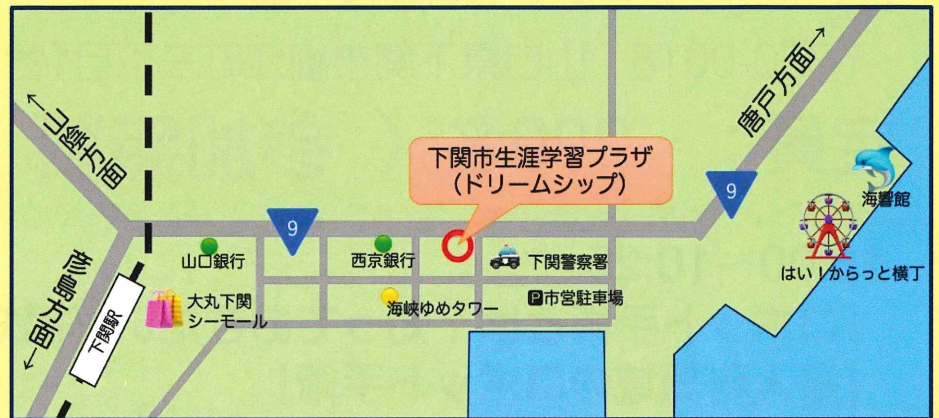 ←山陰方面
唐戸方面→
下関市生涯学習プラザ
(ドリームシップ)
9
9
海響館
山口銀行
西京銀行
下関警察署
はい!からっと横丁
彦島方面→
下関駅
大丸下関
シーモール
海峡ゆめタワー
P市営駐車場